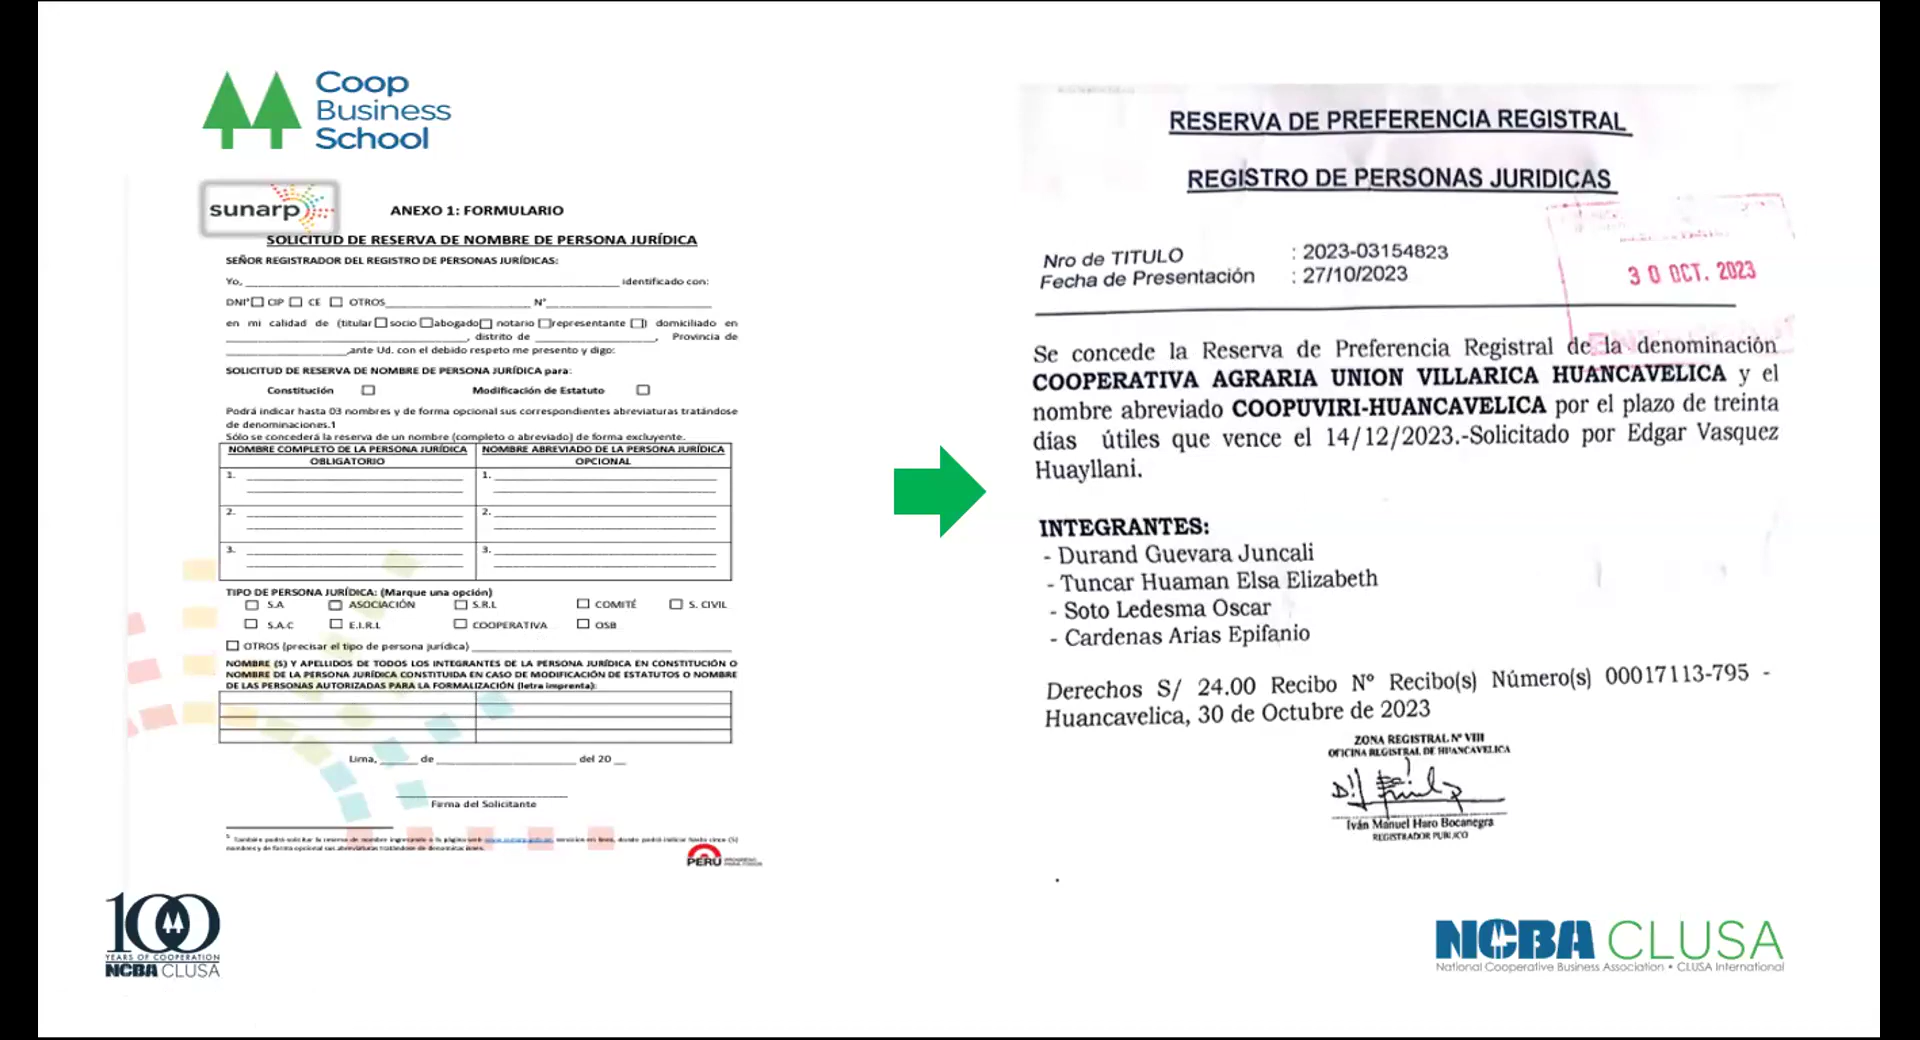 Coop
Business
School
sunarp
ANEXO 1: FORMULARIO
SOLICITUD DE RESERVA DE NOMBRE DE PERSONA JURÍDICA
SEÑOR REGISTRADOR DEL REGISTRO DE PERSONAS JURÍDICAS:
Yo, ______ identificado con:
DNI° CIP CE OTROS______ N°______
en mi calidad de (titular socio abogado notario representante ) domiciliado en
______, distrito de ______, Provincia de
______,ante Ud. con el debido respeto me presento y digo:
SOLICITUD DE RESERVA DE NOMBRE DE PERSONA JURÍDICA para:
Constitución Modificación de Estatuto
Podrá indicar hasta 03 nombres y de forma opcional sus correspondientes abreviaturas tratándose
de denominaciones.1
Sólo se concederá la reserva de un nombre (completo o abreviado) de forma excluyente.
NOMBRE COMPLETO DE LA PERSONA JURÍDICA NOMBRE ABREVIADO DE LA PERSONA JURÍDICA
OBLIGATORIO OPCIONAL
1. 1.
2. 2.
3. 3.
TIPO DE PERSONA JURÍDICA: (Marque una opción)
S.A ASOCIACIÓN S.R.L COMITÉ S. CIVIL
S.A.C E.I.R.L COOPERATIVA OSB
OTROS (precisar el tipo de persona jurídica) ______
NOMBRE (S) Y APELLIDOS DE TODOS LOS INTEGRANTES DE LA PERSONA JURÍDICA EN CONSTITUCIÓN O
NOMBRE DE LA PERSONA JURÍDICA CONSTITUIDA EN CASO DE MODIFICACIÓN DE ESTATUTOS O NOMBRE
DE LAS PERSONAS AUTORIZADAS PARA LA FORMALIZACIÓN (letra imprenta):
Lima, ______ de ______ del 20 __
Firma del Solicitante
PERÚ
100
YEARS OF COOPERATION
NCBA CLUSA
RESERVA DE PREFERENCIA REGISTRAL
REGISTRO DE PERSONAS JURIDICAS
Nro de TITULO : 2023-03154823
Fecha de Presentación : 27/10/2023
30 OCT. 2023
Se concede la Reserva de Preferencia Registral de la denominación
COOPERATIVA AGRARIA UNION VILLARICA HUANCAVELICA y el
nombre abreviado COOPUVIRI-HUANCAVELICA por el plazo de treinta
días útiles que vence el 14/12/2023.-Solicitado por Edgar Vasquez
Huayllani.
INTEGRANTES:
- Durand Guevara Juncali
- Tuncar Huaman Elsa Elizabeth
- Soto Ledesma Oscar
- Cardenas Arias Epifanio
Derechos S/ 24.00 Recibo Nº Recibo(s) Número(s) 00017113-795 -
Huancavelica, 30 de Octubre de 2023
ZONA REGISTRAL Nº VIII
OFICINA REGISTRAL DE HUANCAVELICA
Iván Manuel Haro Bocanegra
REGISTRADOR PUBLICO
NCBA CLUSA
National Cooperative Business Association • CLUSA International